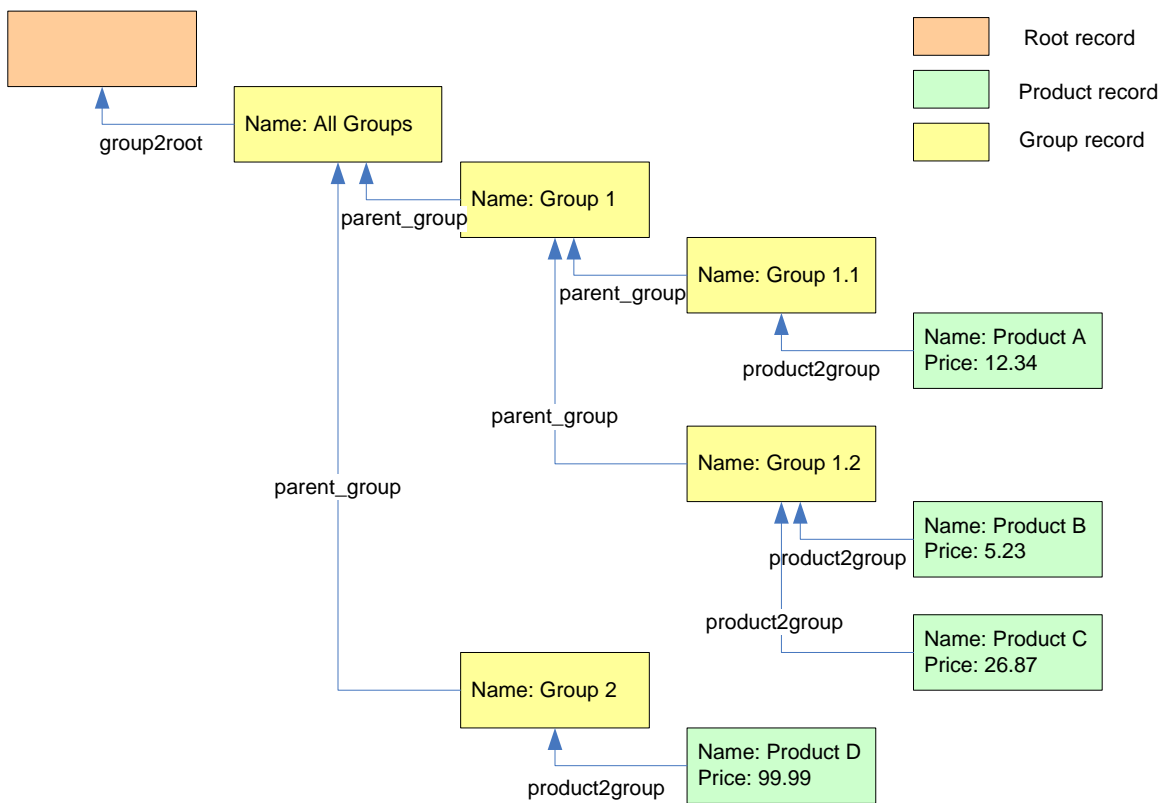 Root record
Product record
Group record
Name: All Groups
group2root
Name: Group 1
parent_group
Name: Group 1.1
parent_group
Name: Product A
Price: 12.34
product2group
parent_group
Name: Group 1.2
parent_group
Name: Product B
Price: 5.23
product2group
product2group
Name: Product C
Price: 26.87
Name: Group 2
Name: Product D
Price: 99.99
product2group